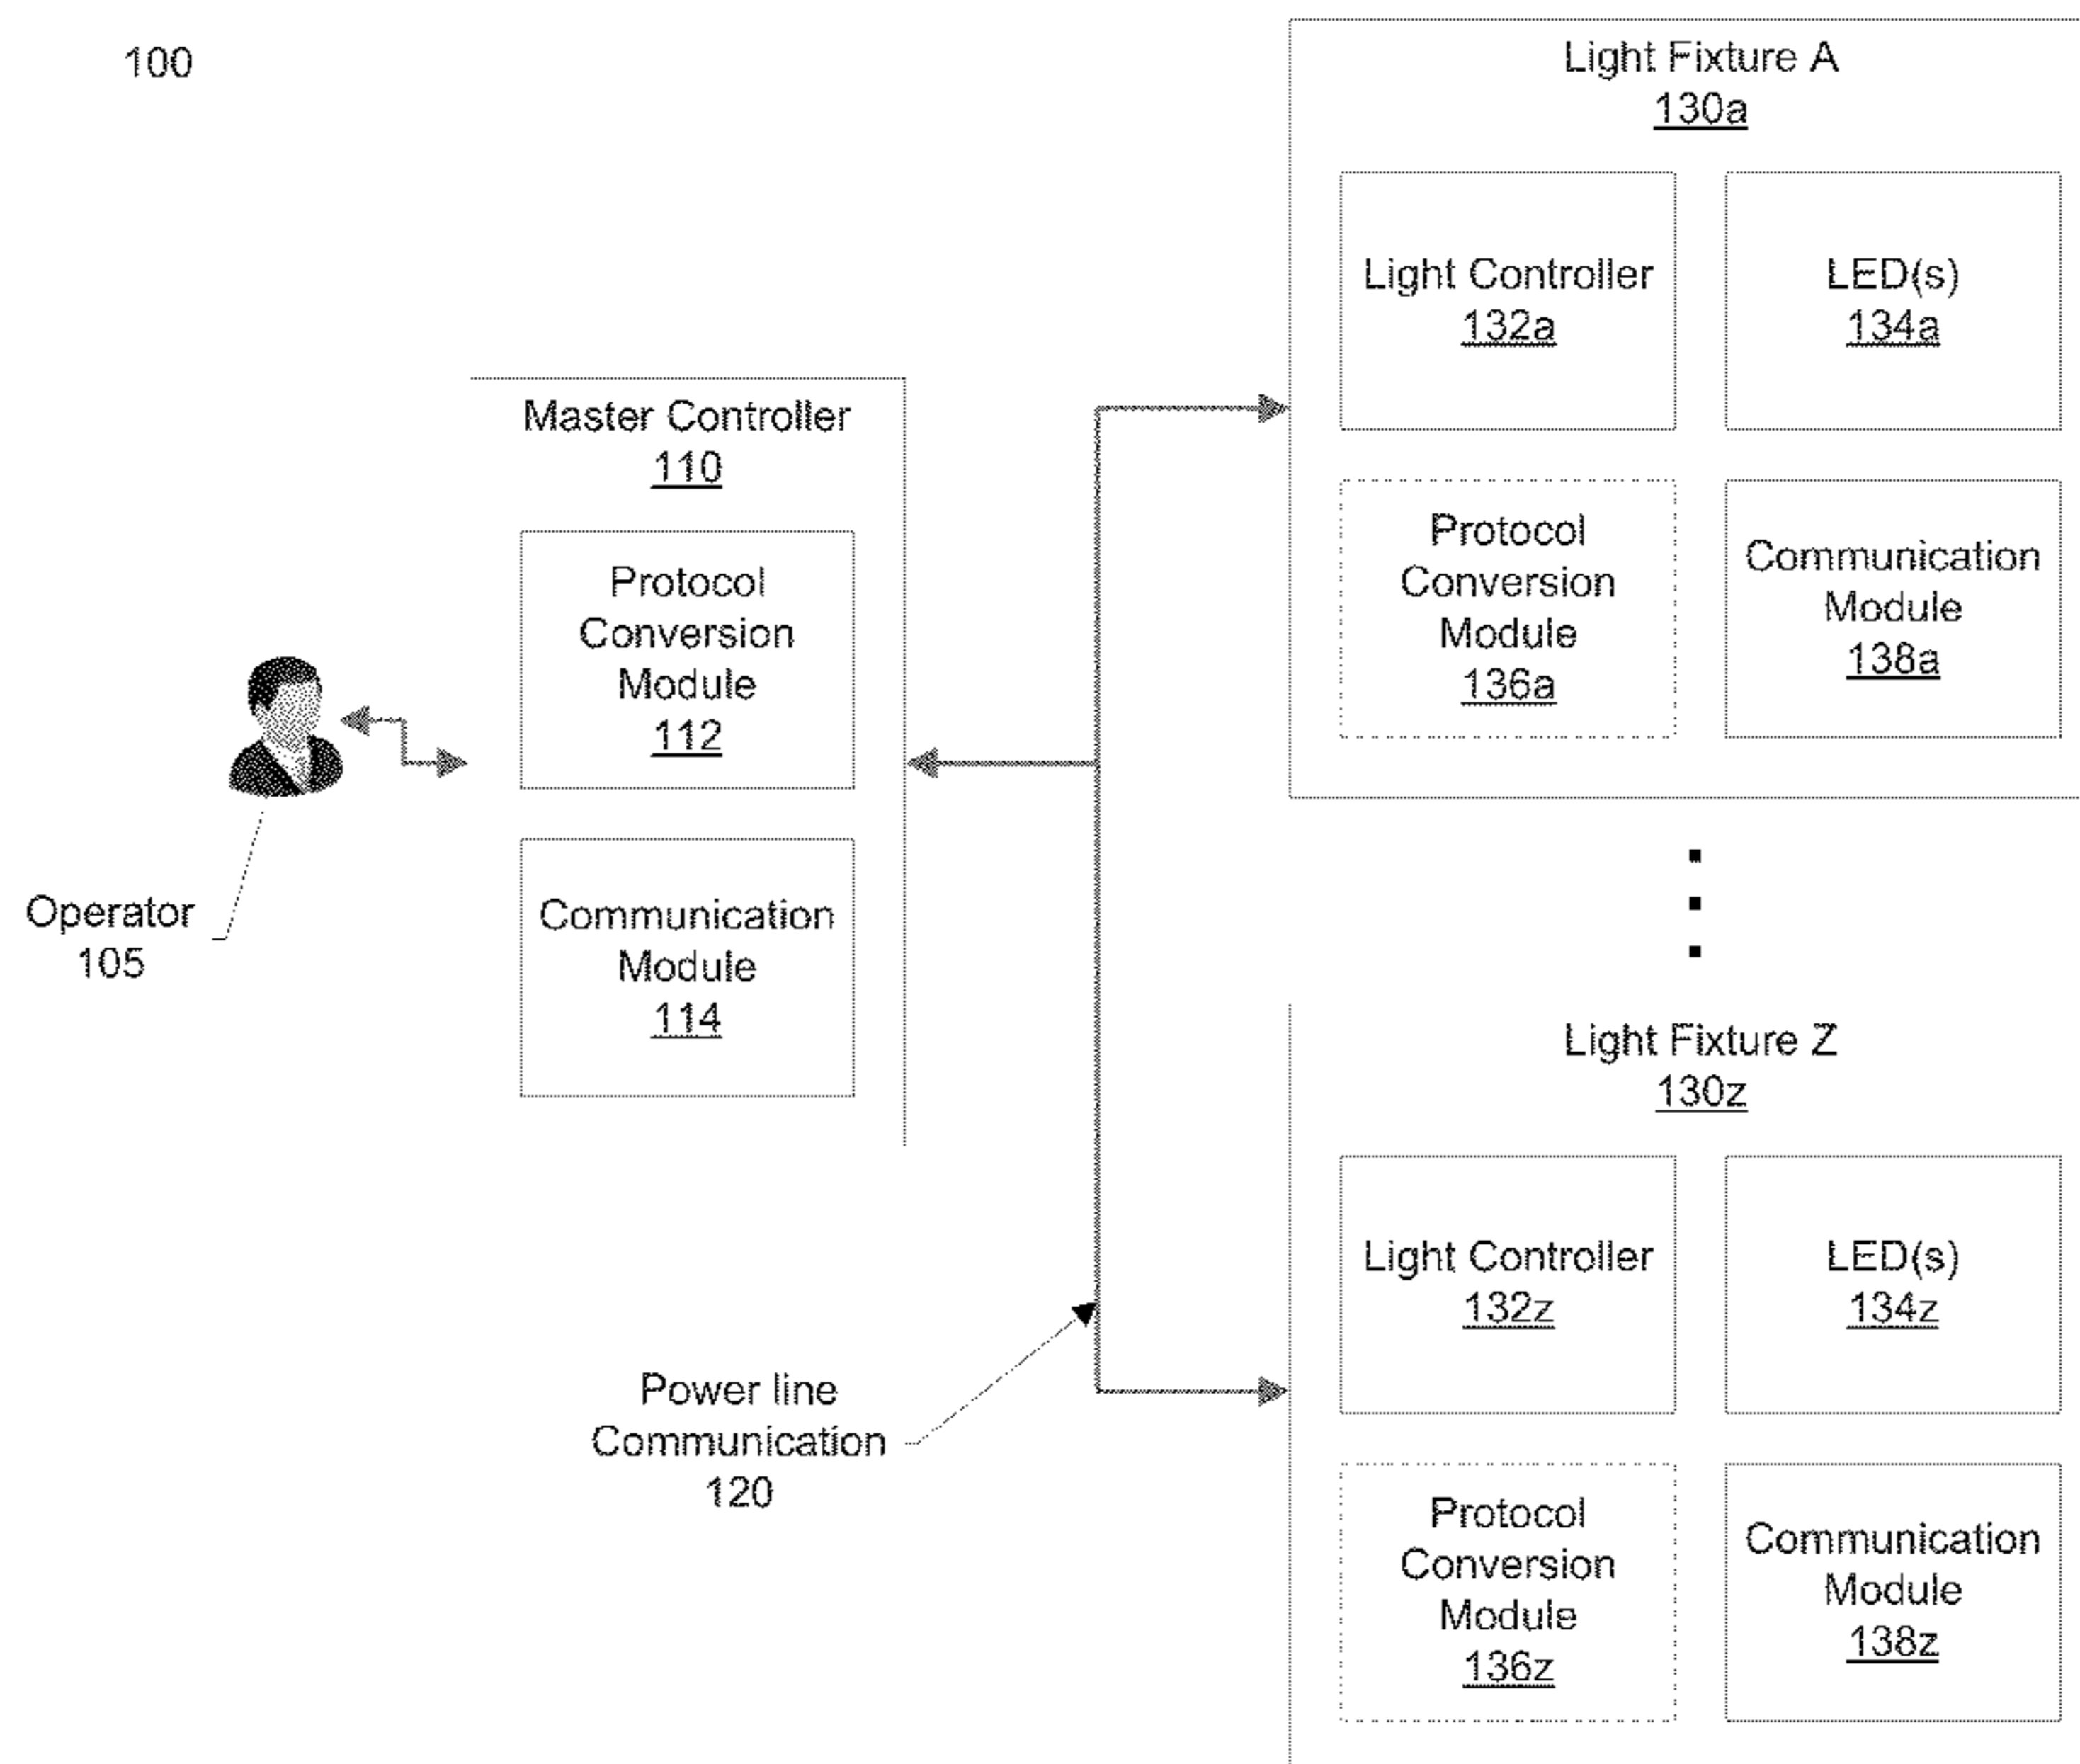 100
Light Fixture A
130a
Light Controller
132a
LED(s)
134a
Protocol
Conversion
Module
136a
Communication
Module
138a
Master Controller
110
Protocol
Conversion
Module
112
Communication
Module
114
Operator
105
Power line
Communication
120
Light Fixture Z
130z
Light Controller
132z
LED(s)
134z
Protocol
Conversion
Module
136z
Communication
Module
138z